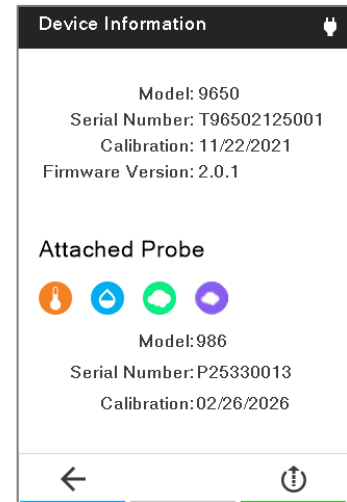 Device Information
Model: 9650
Serial Number: T96502125001
Calibration: 11/22/2021
Firmware Version: 2.0.1
Attached Probe
Model: 986
Serial Number: P25330013
Calibration: 02/26/2026